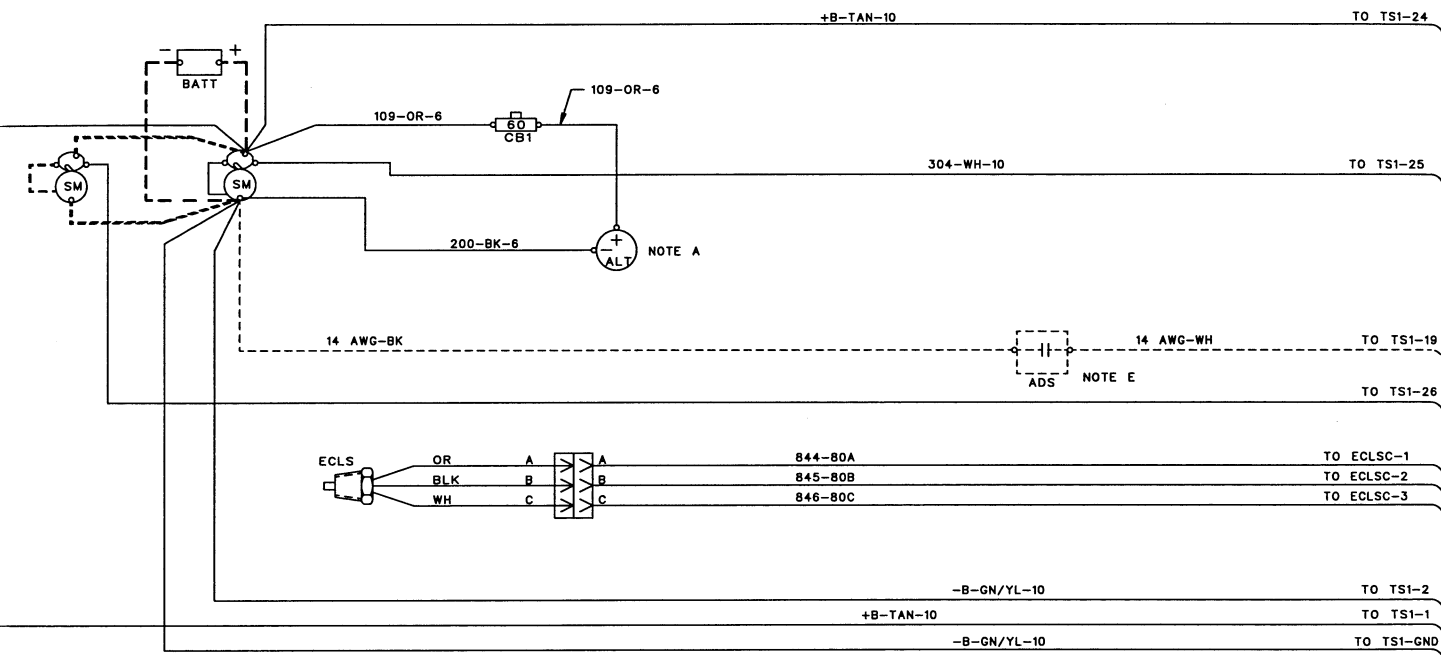 +B-TAN-10 TO TS1-24
- +
BATT
109-OR-6
109-OR-6
60
CB1
304-WH-10 TO TS1-25
SM
SM
200-BK-6
+
-
ALT NOTE A
14 AWG-BK 14 AWG-WH TO TS1-19
ADS NOTE E
TO TS1-26
ECLS OR A A 844-80A TO ECLSC-1
BLK B B 845-80B TO ECLSC-2
WH C C 846-80C TO ECLSC-3
-B-GN/YL-10 TO TS1-2
+B-TAN-10 TO TS1-1
-B-GN/YL-10 TO TS1-GND